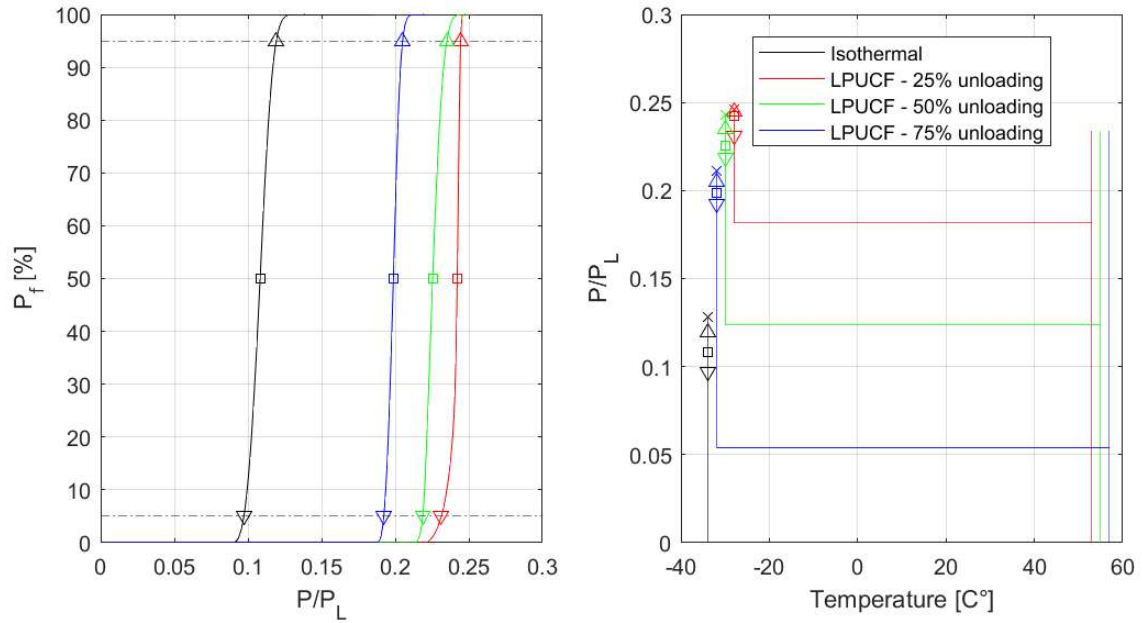 100
90
80
70
60
50
40
30
20
10
0
P_f [%]
0 0.05 0.1 0.15 0.2 0.25 0.3
P/P_L
0.3
0.25
0.2
0.15
0.1
0.05
0
P/P_L
-40 -20 0 20 40 60
Temperature [C°]
Isothermal
LPUCF - 25% unloading
LPUCF - 50% unloading
LPUCF - 75% unloading